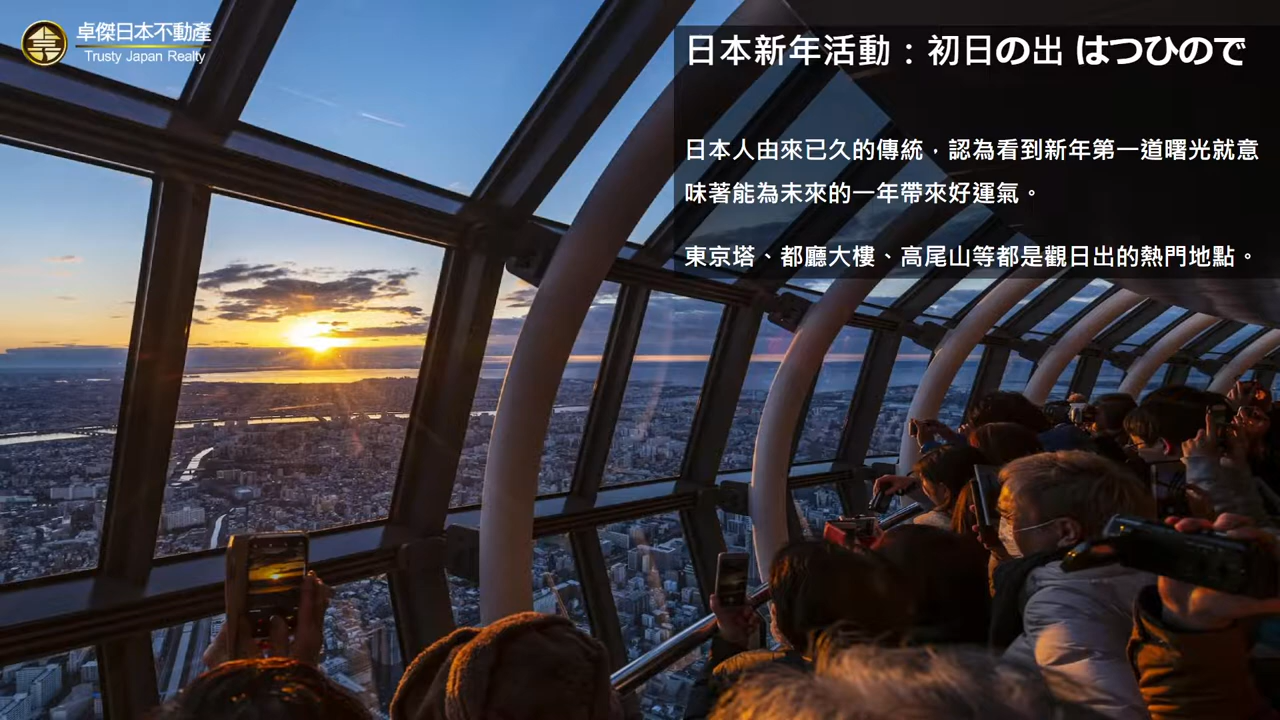 卓傑日本不動產
Trusty Japan Realty
日本新年活動：初日の出 はつひので
日本人由來已久的傳統，認為看到新年第一道曙光就意
味著能為未來的一年帶來好運氣。
東京塔、都廳大樓、高尾山等都是觀日出的熱門地點。